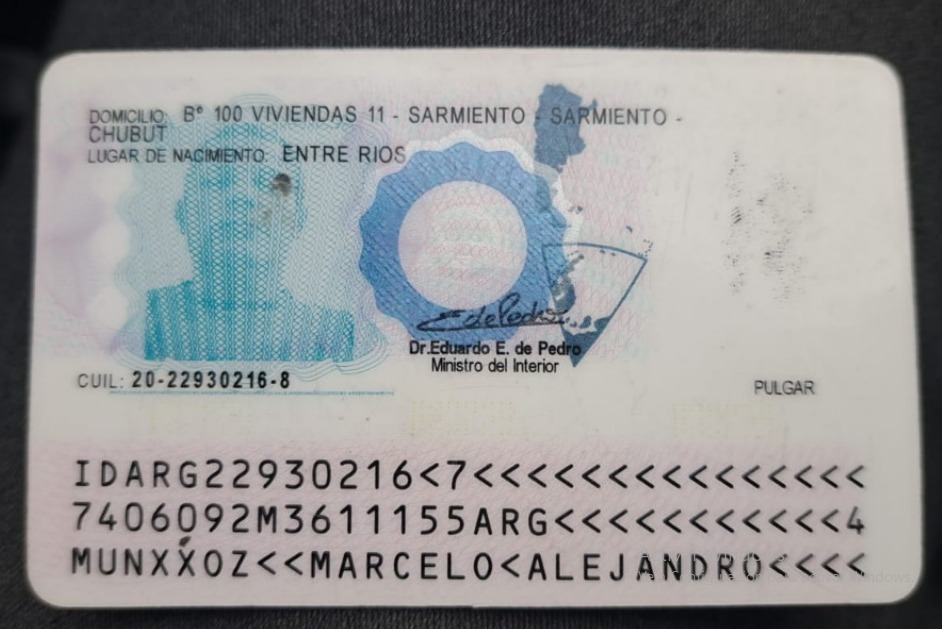 DOMICILIO: Bº 100 VIVIENDAS 11 - SARMIENTO - SARMIENTO -
CHUBUT
LUGAR DE NACIMIENTO: ENTRE RIOS
Dr.Eduardo E. de Pedro
Ministro del Interior
CUIL: 20-22930216-8
PULGAR
IDARG22930216<7<<<<<<<<<<<<<<<
7406092M3611155ARG<<<<<<<<<<<4
MUNXXOZ<<MARCELO<ALEJANDRO<<<<